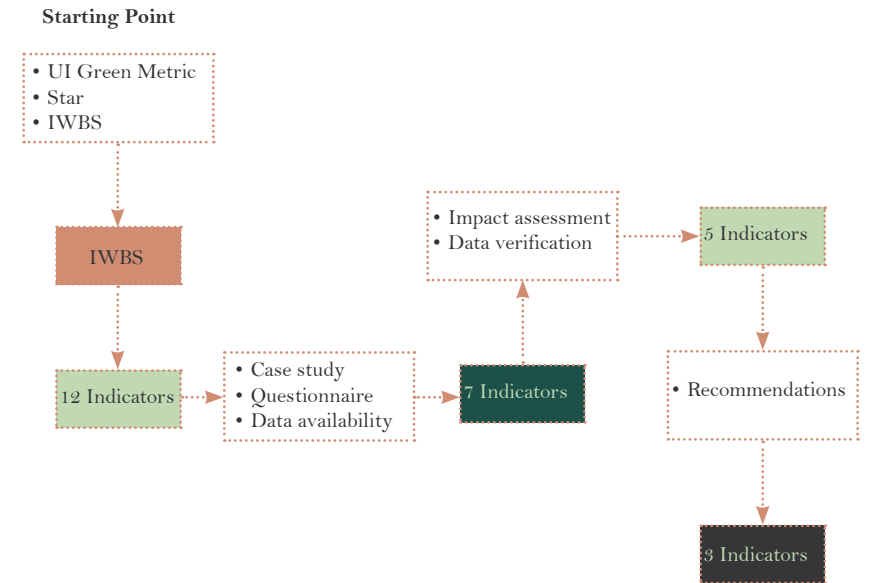 Starting Point
• UI Green Metric
• Star
• IWBS
IWBS
12 Indicators
• Case study
• Questionnaire
• Data availability
7 Indicators
• Impact assessment
• Data verification
5 Indicators
• Recommendations
3 Indicators